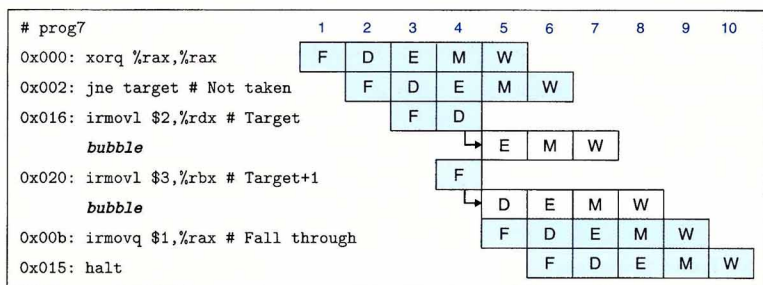 # prog7 1 2 3 4 5 6 7 8 9 10
0x000: xorq %rax,%rax F D E M W
0x002: jne target # Not taken F D E M W
0x016: irmovl $2,%rdx # Target F D
bubble E M W
0x020: irmovl $3,%rbx # Target+1 F
bubble D E M W
0x00b: irmovq $1,%rax # Fall through F D E M W
0x015: halt F D E M W